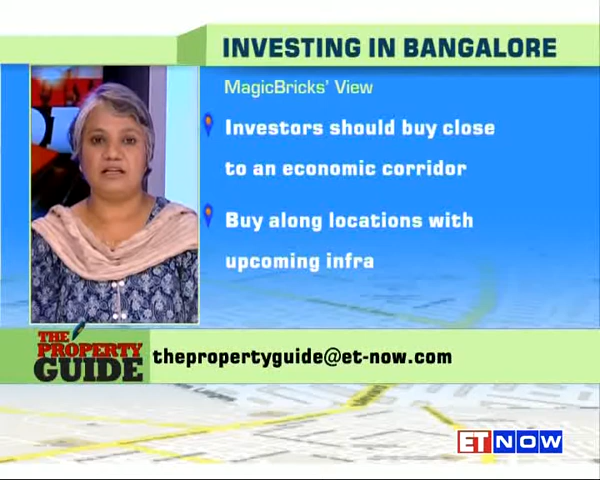 INVESTING IN BANGALORE
MagicBricks' View
Investors should buy close
to an economic corridor
Buy along locations with
upcoming infra
THE
PROPERTY
GUIDE
thepropertyguide@et-now.com
ET NOW